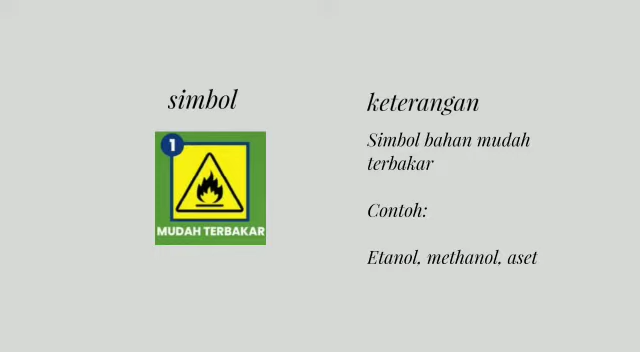 simbol
1
MUDAH TERBAKAR
keterangan
Simbol bahan mudah
terbakar
Contoh:
Etanol, methanol, aset